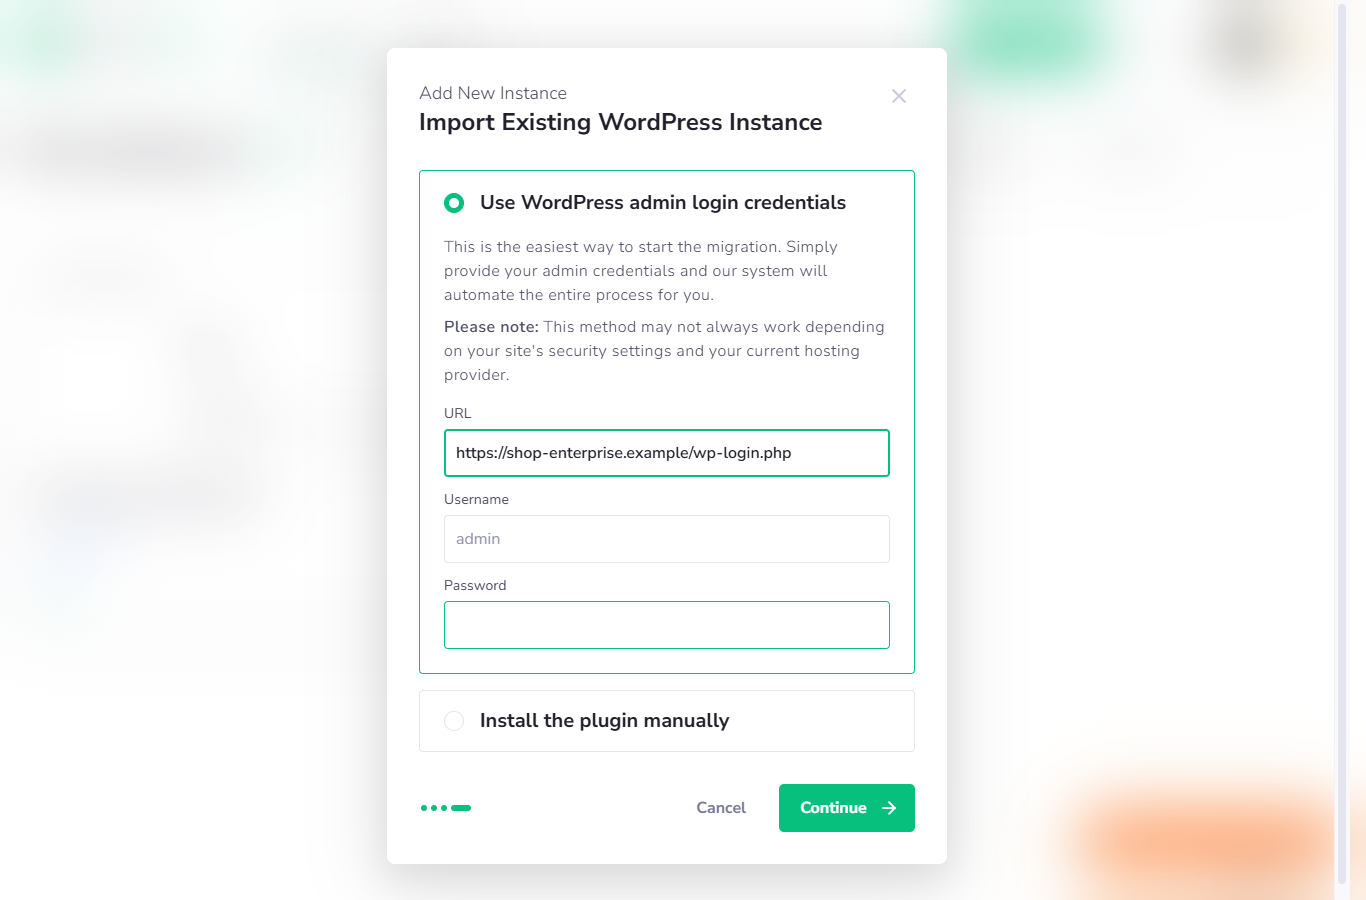 Add New Instance
Import Existing WordPress Instance
Use WordPress admin login credentials
This is the easiest way to start the migration. Simply
provide your admin credentials and our system will
automate the entire process for you.
Please note: This method may not always work depending
on your site's security settings and your current hosting
provider.
URL
https://shop-enterprise.example/wp-login.php
Username
admin
Password
Install the plugin manually
Cancel
Continue